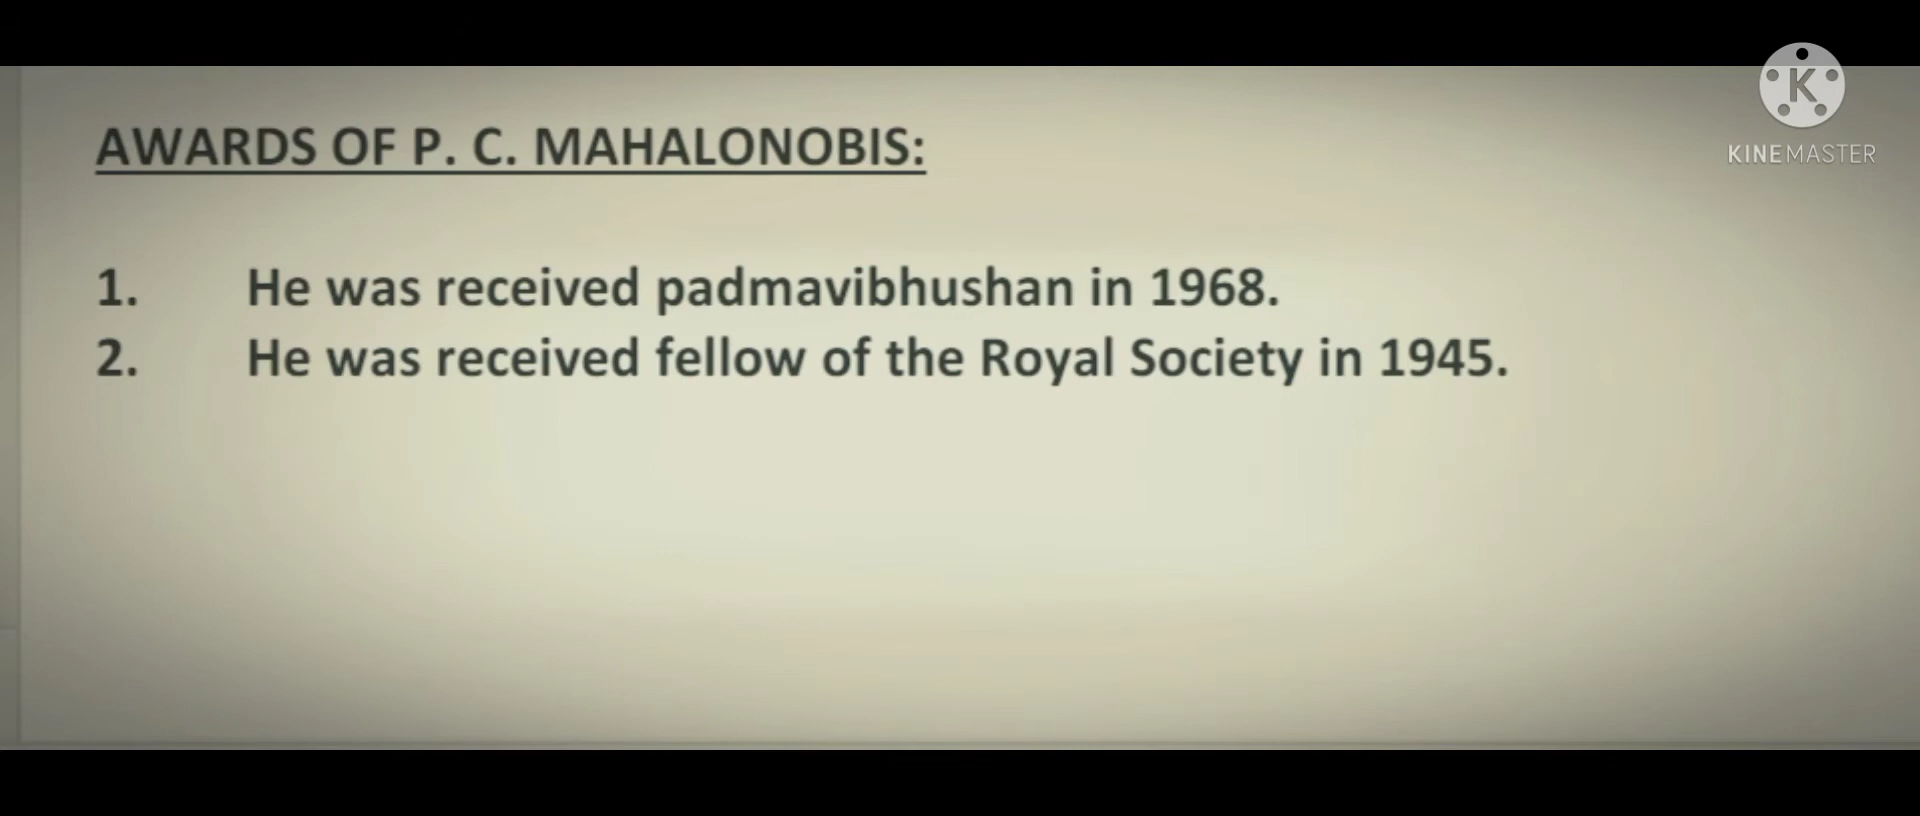 AWARDS OF P. C. MAHALONOBIS:
K
KINEMASTER
1. He was received padmavibhushan in 1968.
2. He was received fellow of the Royal Society in 1945.